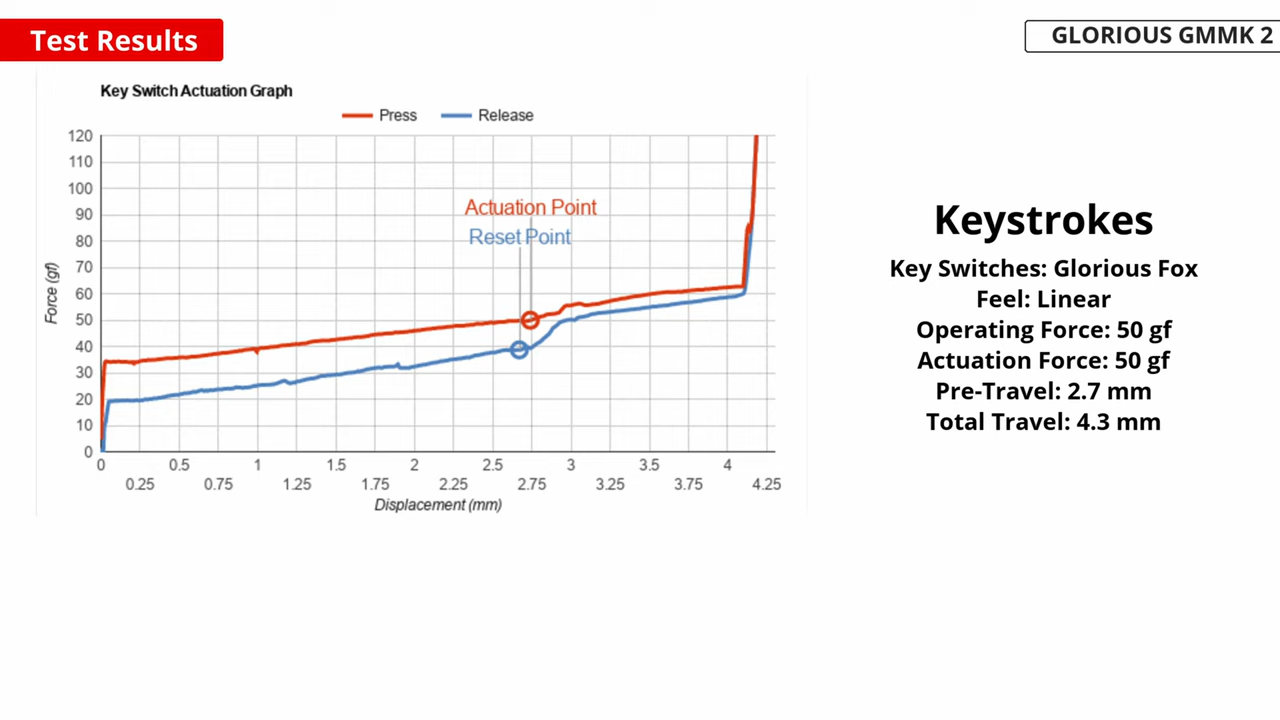 Test Results
GLORIOUS GMMK 2
Key Switch Actuation Graph
Press
Release
120
110
100
90
80
70
60
50
40
30
20
10
0
Force (gf)
Actuation Point
Reset Point
0 0.5 1 1.5 2 2.5 3 3.5 4
0.25 0.75 1.25 1.75 2.25 2.75 3.25 3.75 4.25
Displacement (mm)
Keystrokes
Key Switches: Glorious Fox
Feel: Linear
Operating Force: 50 gf
Actuation Force: 50 gf
Pre-Travel: 2.7 mm
Total Travel: 4.3 mm